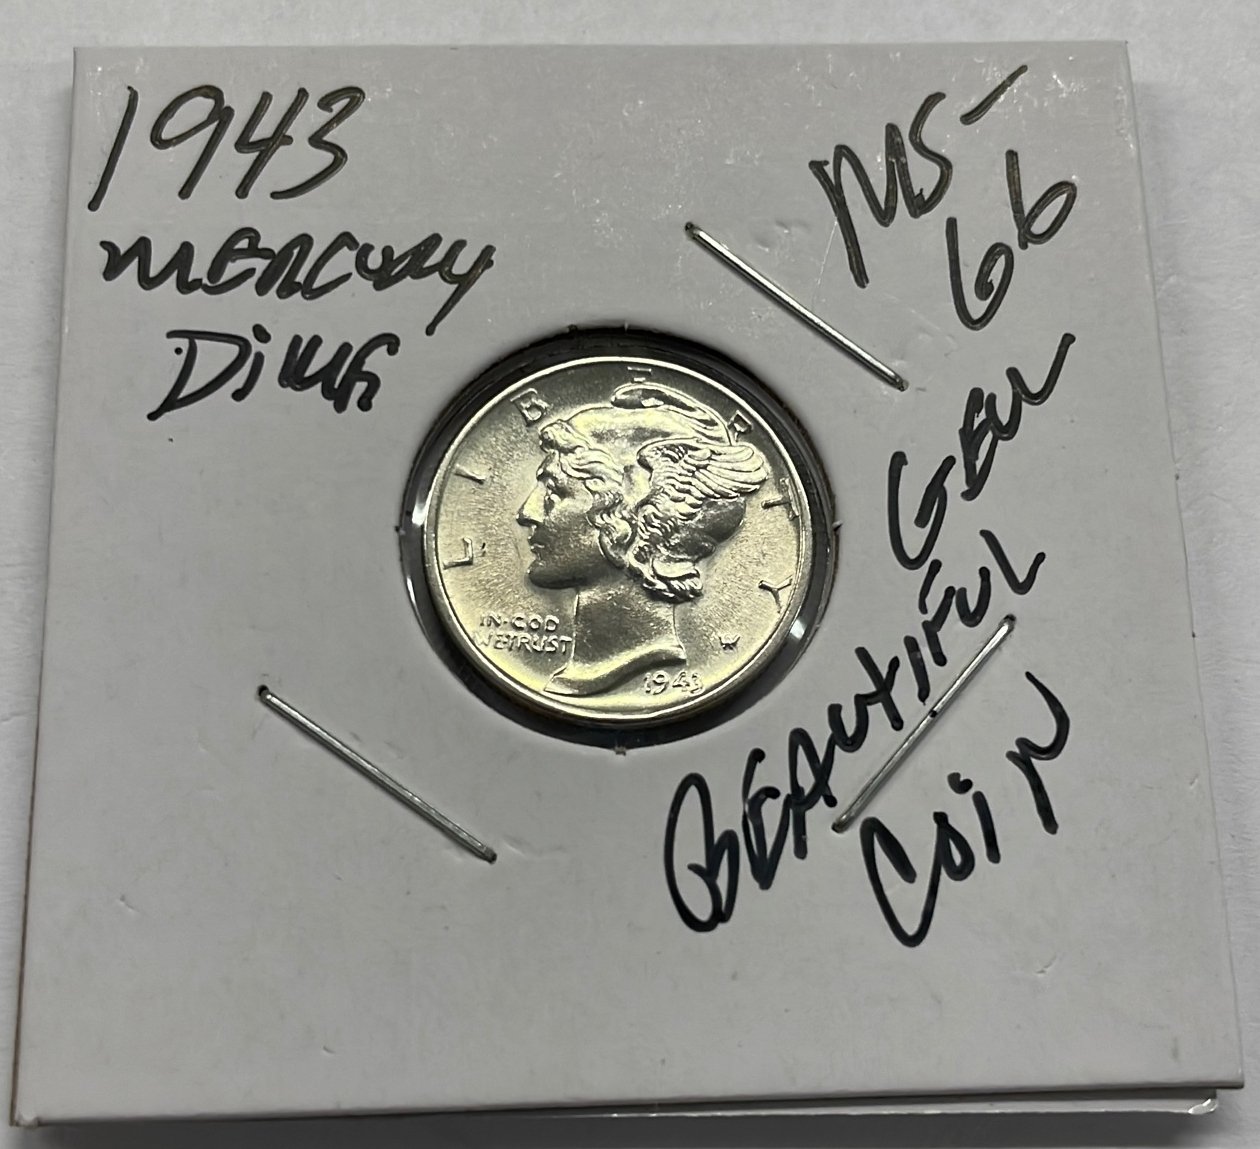 1943
MERCURY
DiME
MS-
66
GEM
BEAUTIFUL
COiN
LIBERTY
IN·GOD
WE TRUST
1943
W